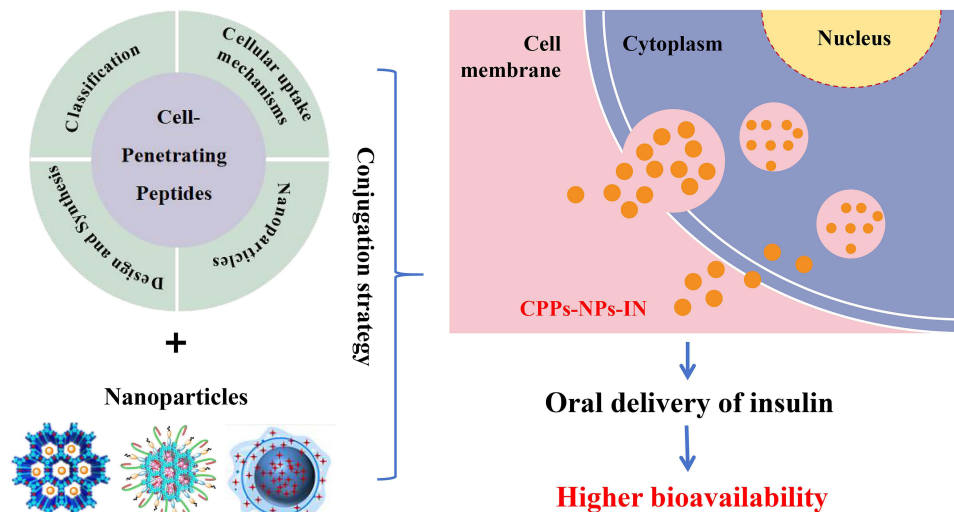 Classification
Cellular uptake
mechanisms
Cell-
Penetrating
Peptides
Design and Synthesis
Nanoparticles
+
Nanoparticles
Conjugation strategy
Cell
membrane
Cytoplasm
Nucleus
CPPs-NPs-IN
Oral delivery of insulin
Higher bioavailability